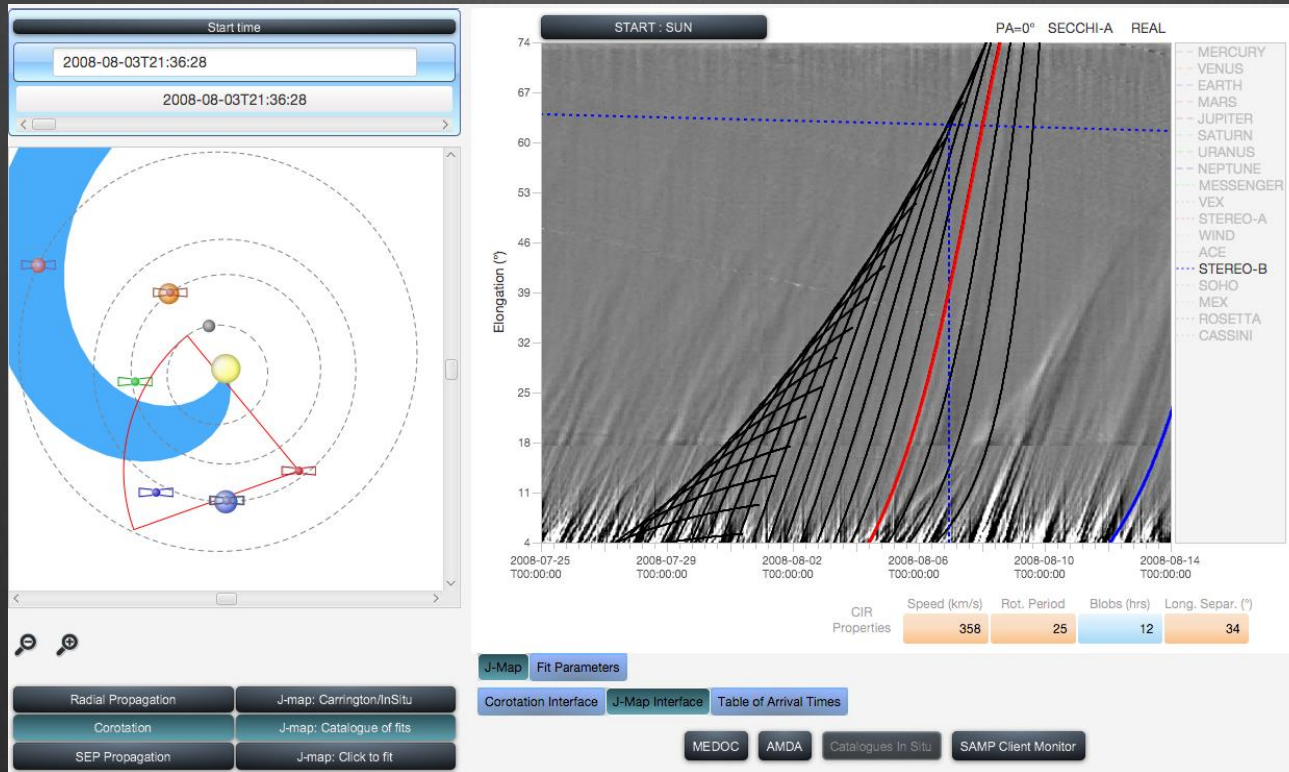 Start time
2008-08-03T21:36:28
2008-08-03T21:36:28
Radial Propagation
J-map: Carrington/InSitu
Corotation
J-map: Catalogue of fits
SEP Propagation
J-map: Click to fit
START : SUN
PA=0° SECCHI-A REAL
Elongation (°)
74
67
60
53
46
39
32
25
18
11
4
2008-07-25
T00:00:00
2008-07-29
T00:00:00
2008-08-02
T00:00:00
2008-08-06
T00:00:00
2008-08-10
T00:00:00
2008-08-14
T00:00:00
MERCURY
VENUS
EARTH
MARS
JUPITER
SATURN
URANUS
NEPTUNE
MESSENGER
VEX
STEREO-A
WIND
ACE
STEREO-B
SOHO
MEX
ROSETTA
CASSINI
CIR
Properties
Speed (km/s) Rot. Period Blobs (hrs) Long. Separ. (°)
358 25 12 34
J-Map Fit Parameters
Corotation Interface J-Map Interface Table of Arrival Times
MEDOC AMDA Catalogues In Situ SAMP Client Monitor